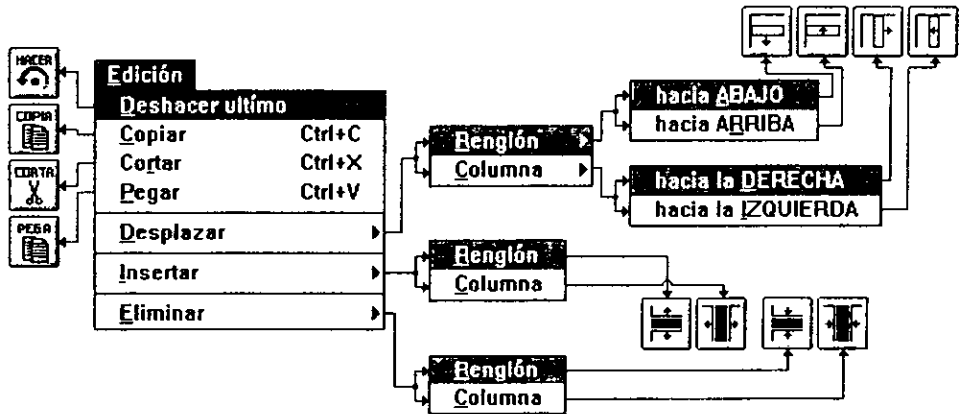 HACER
COPIA
CORTA
PEGA
Edición
Deshacer ultímo
Copiar Ctrl+C
Cortar Ctrl+X
Pegar Ctrl+V
Desplazar
Insertar
Eliminar
Renglón
Columna
hacia ABAJO
hacia ARRIBA
hacia la DERECHA
hacia la IZQUIERDA
Renglón
Columna
Renglón
Columna